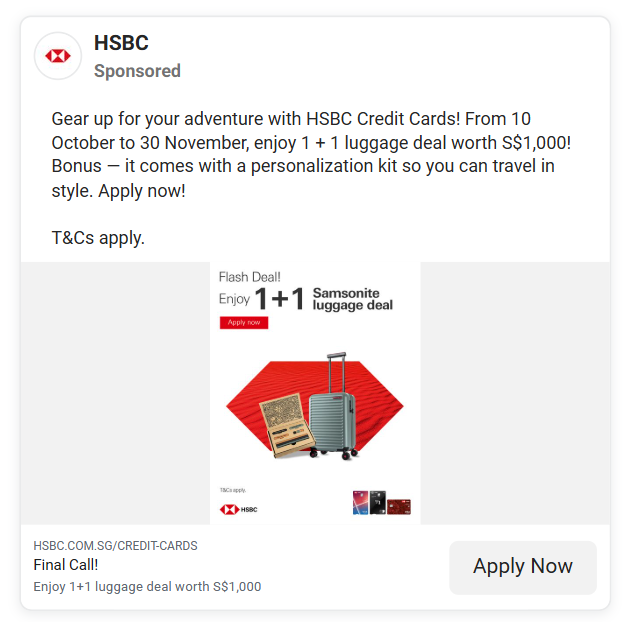 HSBC
Sponsored
Gear up for your adventure with HSBC Credit Cards! From 10
October to 30 November, enjoy 1 + 1 luggage deal worth S$1,000!
Bonus — it comes with a personalization kit so you can travel in
style. Apply now!
T&Cs apply.
Flash Deal!
Enjoy 1+1 Samsonite
luggage deal
Apply now
T&Cs apply.
HSBC
HSBC.COM.SG/CREDIT-CARDS
Final Call!
Enjoy 1+1 luggage deal worth S$1,000
Apply Now